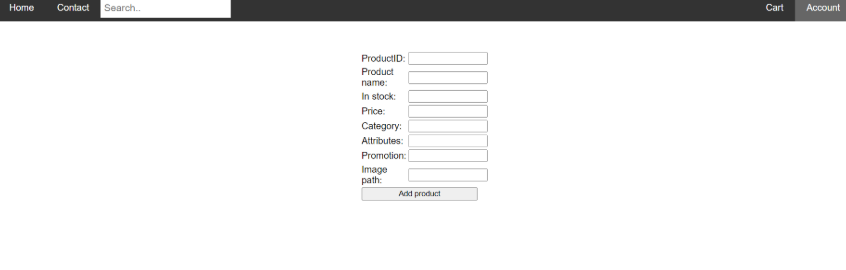 Home Contact Search.. Cart Account
ProductID:
Product
name:
In stock:
Price:
Category:
Attributes:
Promotion:
Image
path:
Add product